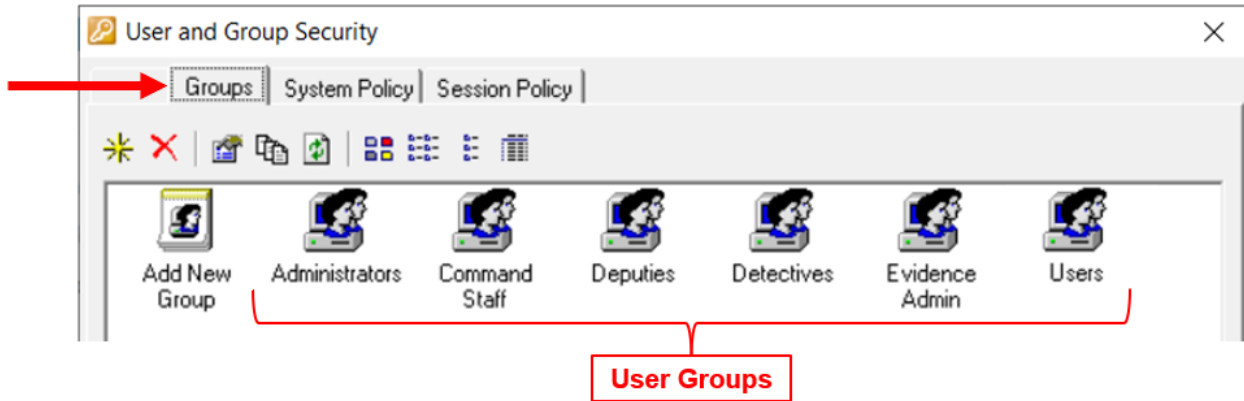 User and Group Security
Groups System Policy Session Policy
Add New Group
Administrators
Command Staff
Deputies
Detectives
Evidence Admin
Users
User Groups